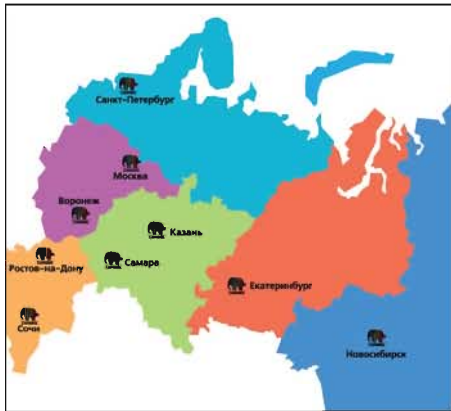 Санкт-Петербург
Москва
Воронеж
Казань
Самара
Ростов-на-Дону
Екатеринбург
Сочи
Новосибирск